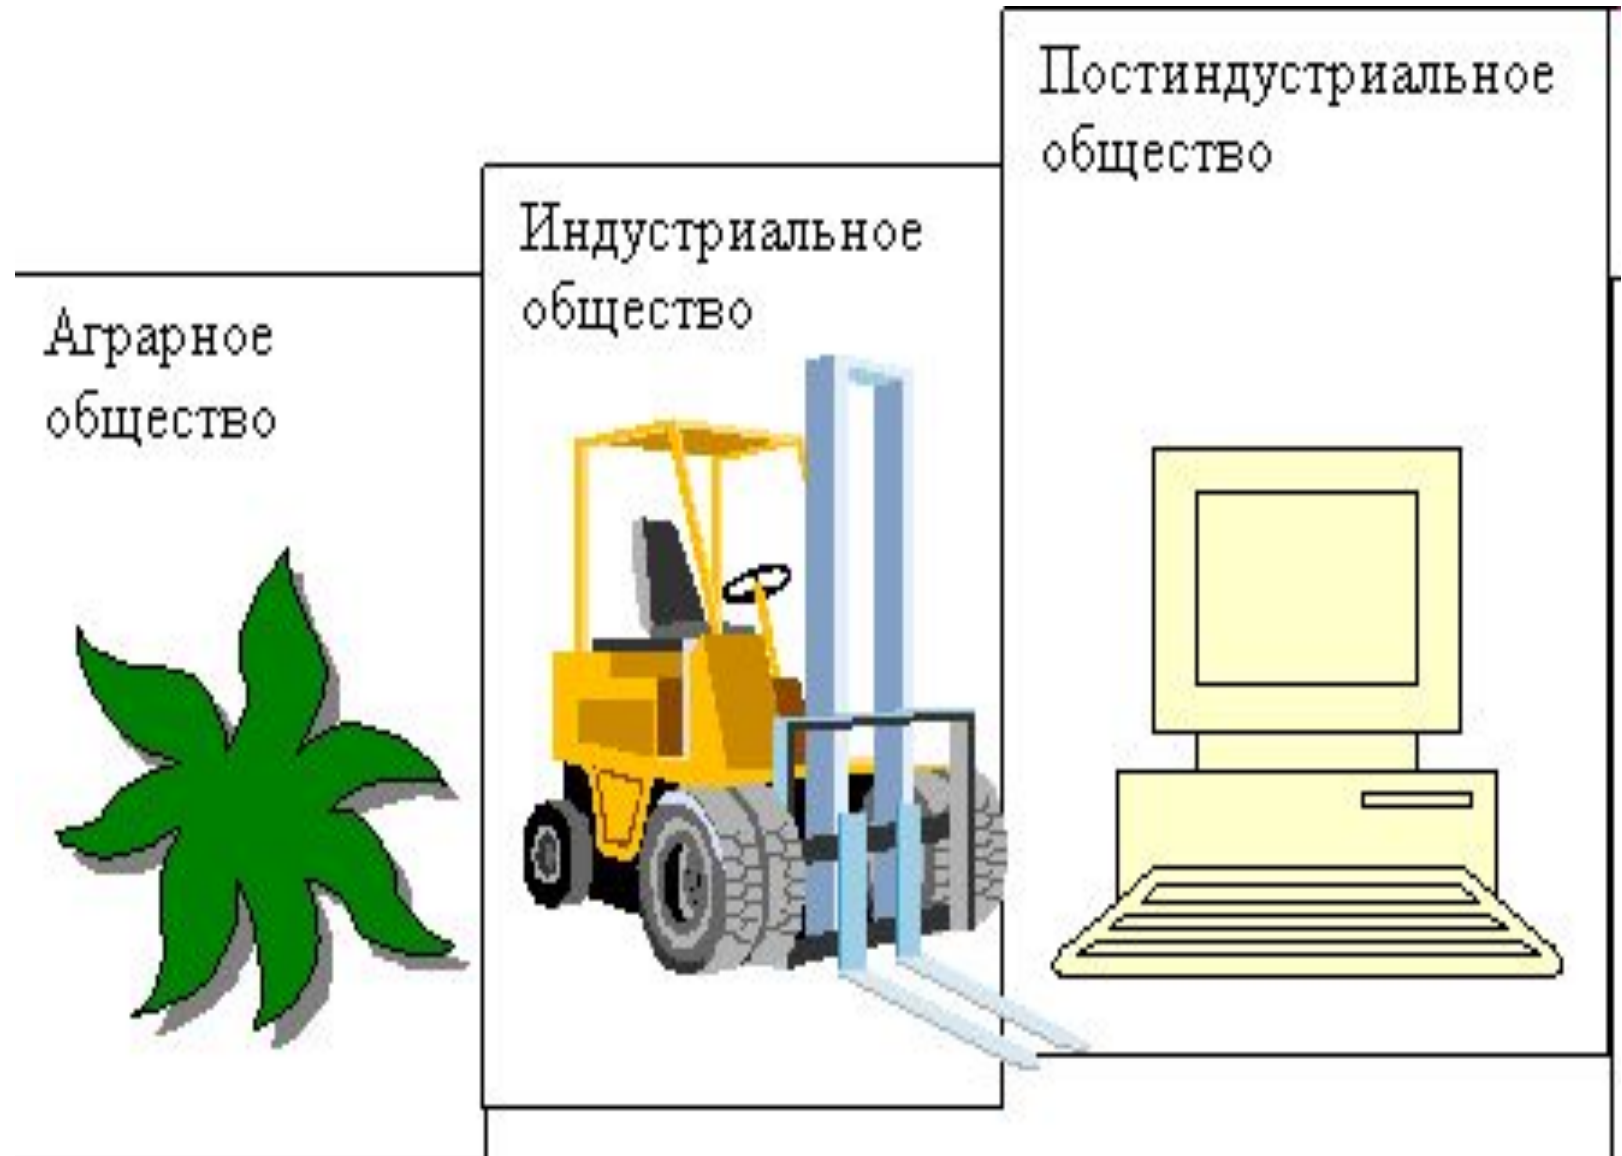 Аграрное
общество
Индустриальное
общество
Постиндустриальное
общество